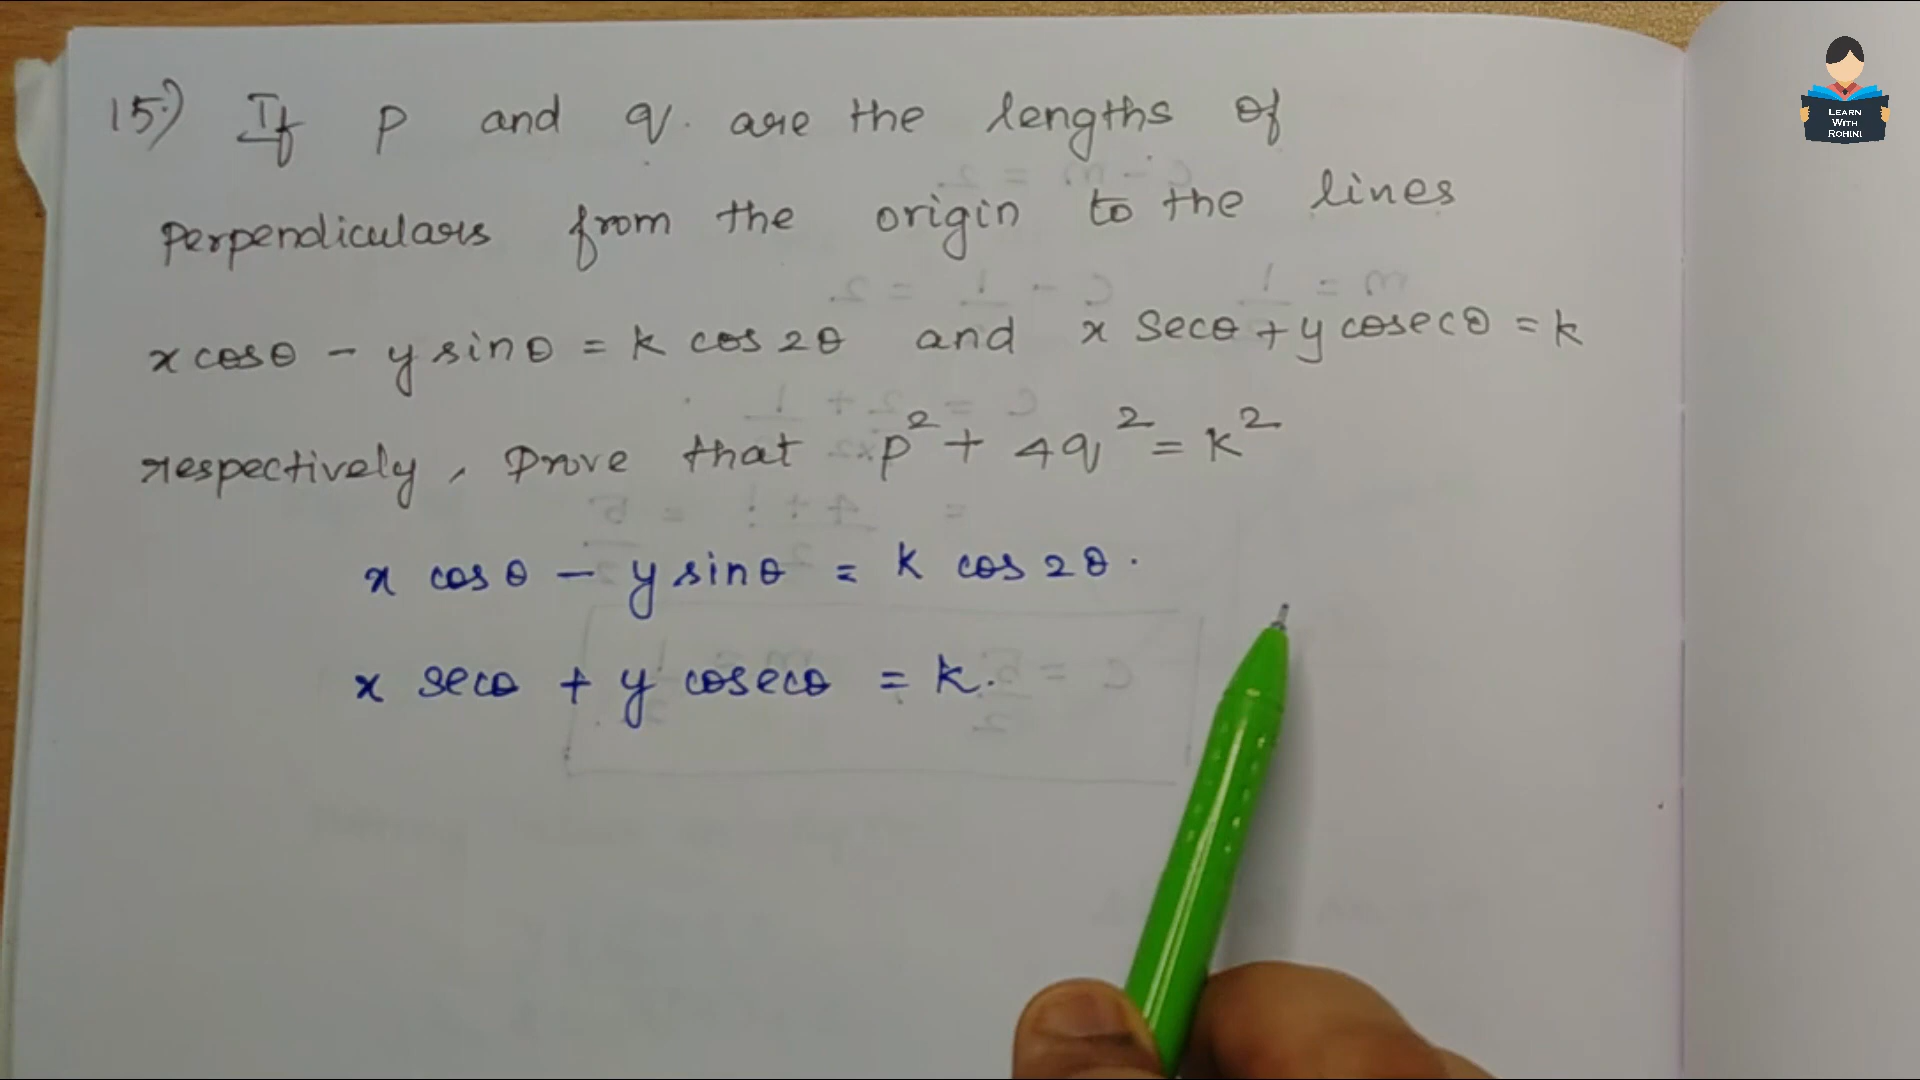 15.) If p and q are the lengths of
perpendiculars from the origin to the lines
x cosθ - y sinθ = k cos 2θ and x secθ + y cosecθ = k
respectively, Prove that p² + 4q² = k²
x cosθ - y sinθ = k cos 2θ.
x secθ + y cosecθ = k.
LEARN
WITH
ROHINI